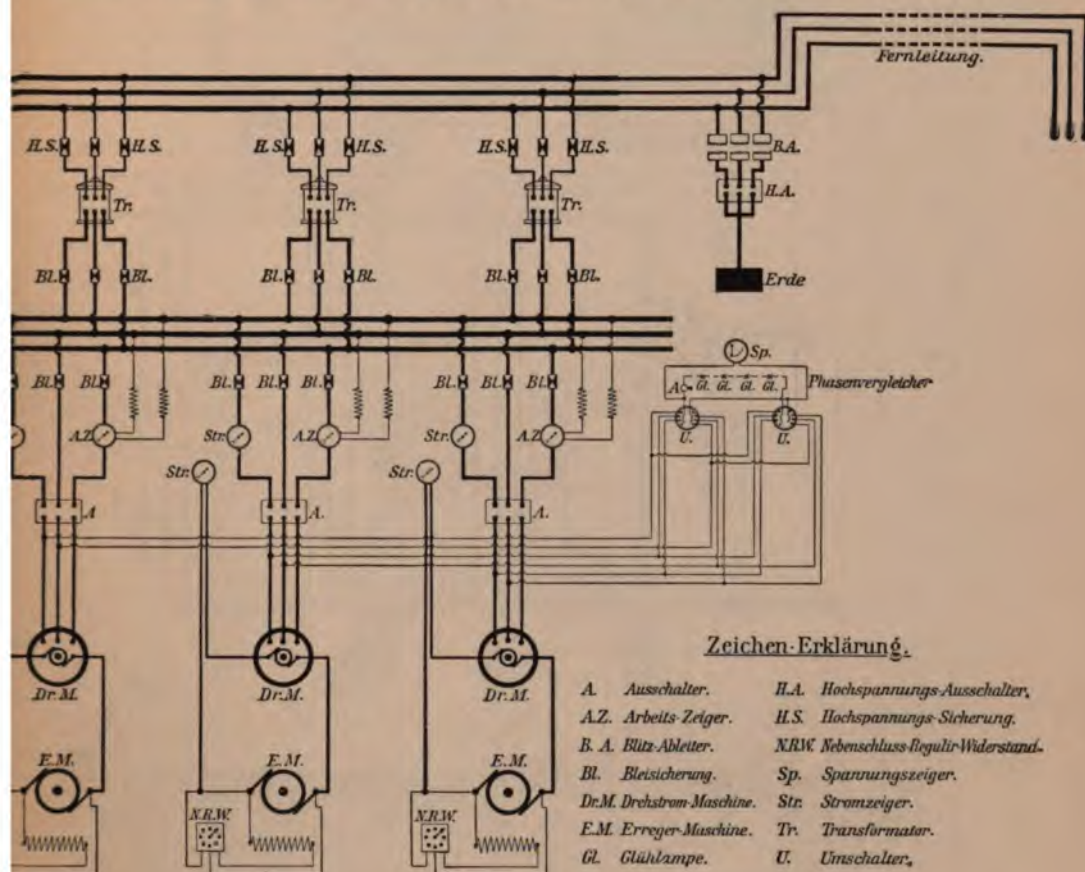 Fernleitung.
H.S. H.S. H.S. H.S. H.S. H.S. B.A.
Tr. Tr. Tr. H.A.
Bl. Bl. Bl. Bl. Bl. Bl. Erde
Sp.
Bl. Bl. Bl. Bl. Bl. Bl. Bl. Bl. A. Gl. Gl. Gl. Gl. Phasenvergleicher
A.Z. Str. A.Z. Str. A.Z. U. U.
Str. Str.
A A. A.
Dr.M. Dr.M. Dr.M.
Zeichen-Erklärung.
A. Ausschalter. H.A. Hochspannungs-Ausschalter.
A.Z. Arbeits-Zeiger. H.S. Hochspannungs-Sicherung.
B. A. Blitz-Ableiter. N.R.W. Nebenschluss-Regulir-Widerstand.
Bl. Bleisicherung. Sp. Spannungszeiger.
Dr.M. Drehstrom-Maschine. Str. Stromzeiger.
E.M. Erreger-Maschine. Tr. Transformator.
Gl. Glühlampe. U. Umschalter.
E.M. E.M. E.M.
N.R.W. N.R.W.